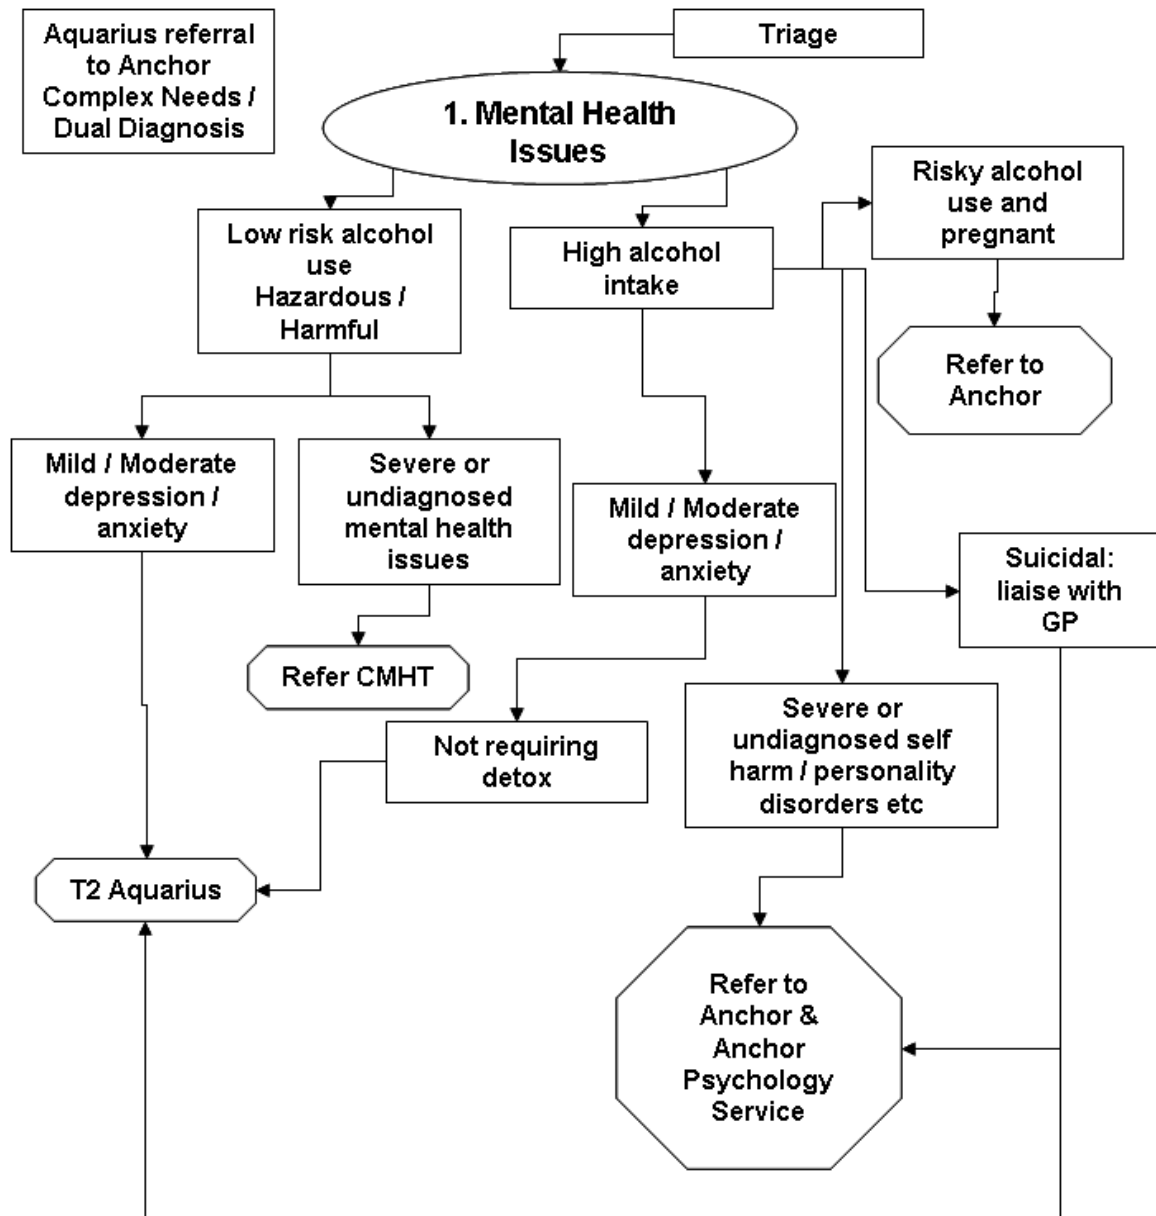 Aquarius referral
to Anchor
Complex Needs /
Dual Diagnosis
Triage
1. Mental Health
Issues
Risky alcohol
use and
pregnant
Low risk alcohol
use
Hazardous /
Harmful
High alcohol
intake
Refer to
Anchor
Mild / Moderate
depression /
anxiety
Severe or
undiagnosed
mental health
issues
Mild / Moderate
depression /
anxiety
Suicidal:
liaise with
GP
Refer CMHT
Not requiring
detox
Severe or
undiagnosed self
harm / personality
disorders etc
T2 Aquarius
Refer to
Anchor &
Anchor
Psychology
Service